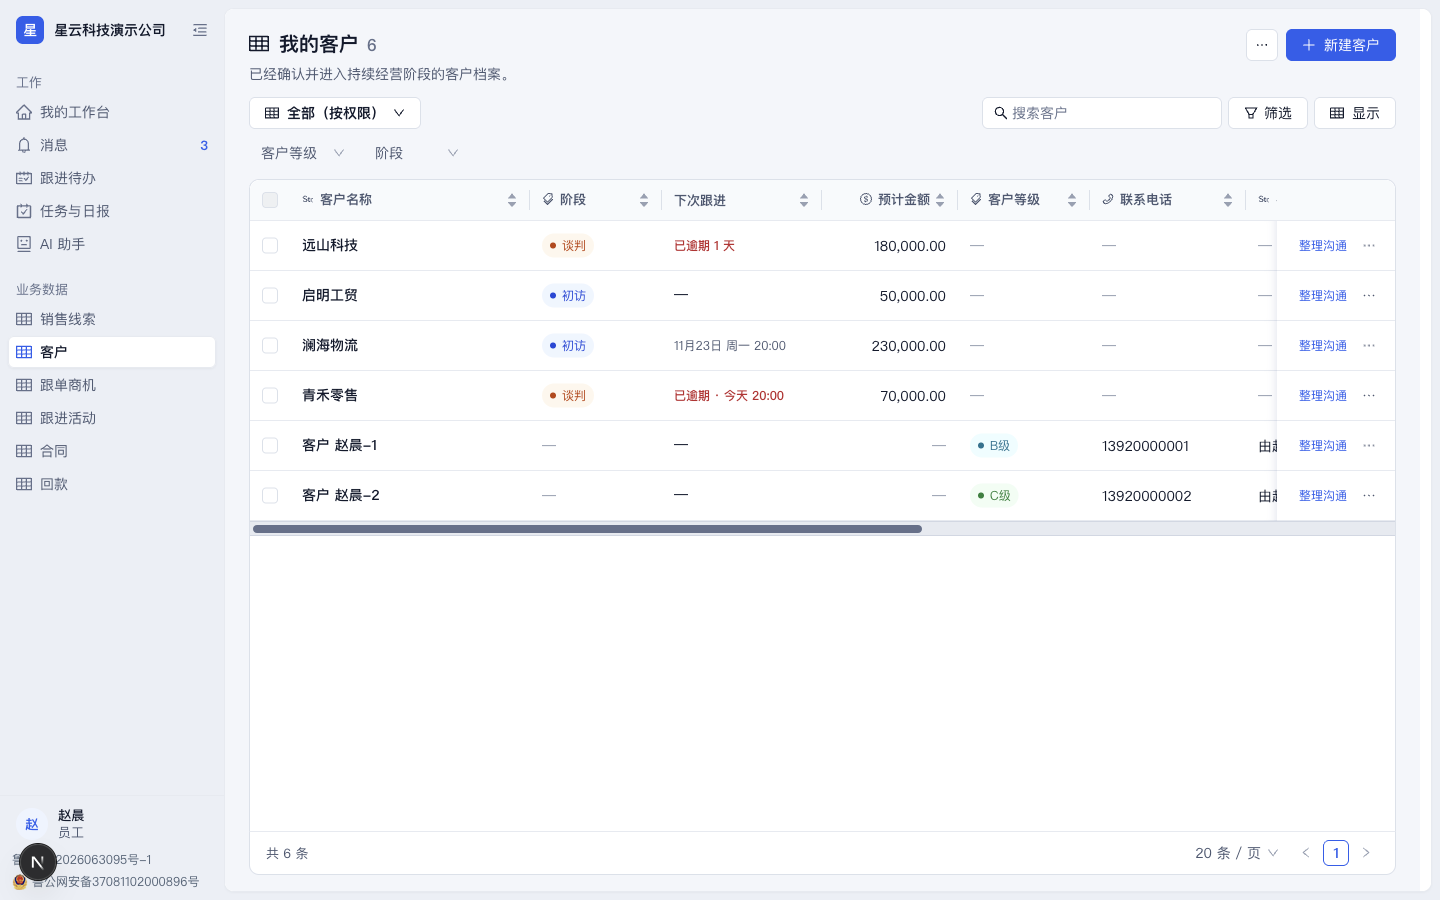 星 星云科技演示公司
工作
我的工作台
消息 3
跟进待办
任务与日报
AI 助手
业务数据
销售线索
客户
跟单商机
跟进活动
合同
回款
赵 赵晨
员工
2026063095号-1
N
公网安备37081102000896号
我的客户 6
··· 新建客户
已经确认并进入持续经营阶段的客户档案。
全部（按权限） 搜索客户 筛选 显示
客户等级 阶段
Str 客户名称 阶段 下次跟进 预计金额 客户等级 联系电话 Str
远山科技 谈判 已逾期 1 天 180,000.00 — — — 整理沟通 ···
启明工贸 初访 — 50,000.00 — — — 整理沟通 ···
澜海物流 初访 11月23日 周一 20:00 230,000.00 — — — 整理沟通 ···
青禾零售 谈判 已逾期 · 今天 20:00 70,000.00 — — — 整理沟通 ···
客户 赵晨-1 — — — B级 13920000001 由 整理沟通 ···
客户 赵晨-2 — — — C级 13920000002 由 整理沟通 ···
共 6 条 20 条 / 页 < 1 >